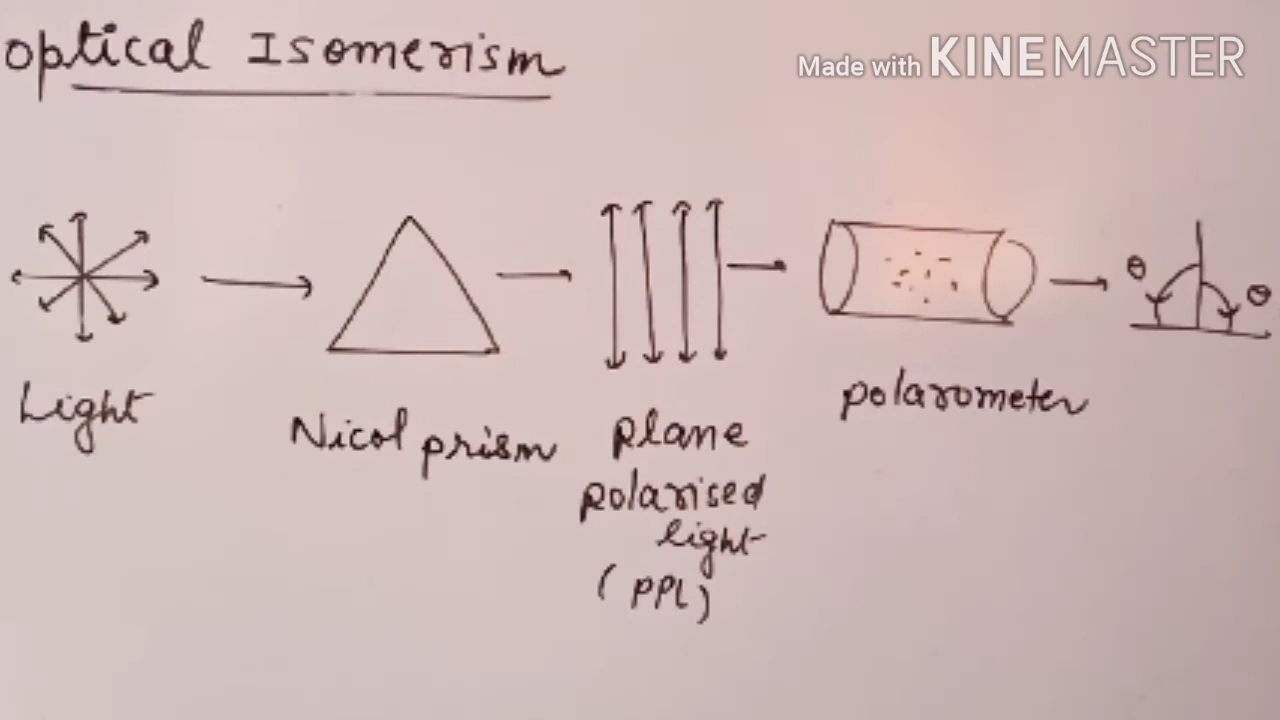 Optical Isomerism
Made with KINEMASTER
Light
Nicol prism
plane
polarised
light
(PPL)
polarometer
θ
θ